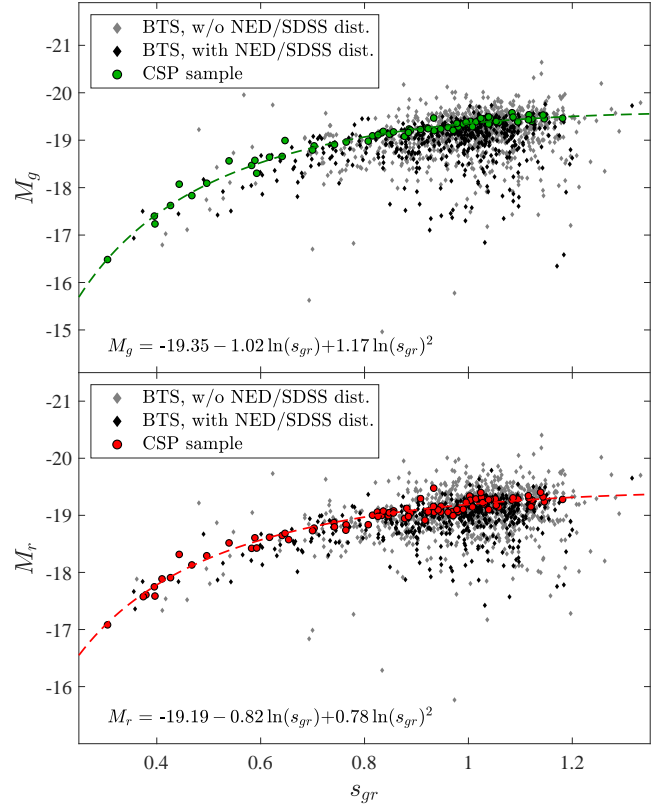 -21
-20
-19
-18
-17
-16
-15
M_g
BTS, w/o NED/SDSS dist.
BTS, with NED/SDSS dist.
CSP sample
M_g = -19.35 − 1.02 ln(s_gr)+1.17 ln(s_gr)^2
-21
-20
-19
-18
-17
-16
M_r
BTS, w/o NED/SDSS dist.
BTS, with NED/SDSS dist.
CSP sample
M_r = -19.19 − 0.82 ln(s_gr)+0.78 ln(s_gr)^2
0.4 0.6 0.8 1 1.2
s_gr